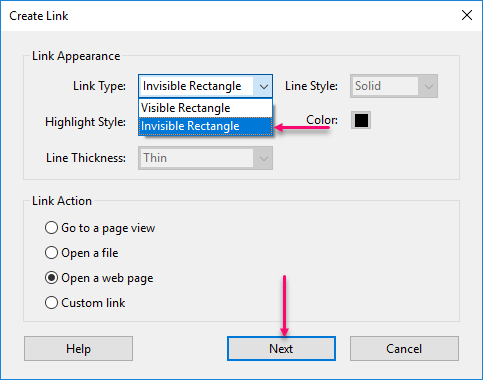 Create Link
Link Appearance
Link Type: Invisible Rectangle Line Style: Solid
Visible Rectangle
Highlight Style: Invisible Rectangle Color:
Line Thickness: Thin
Link Action
Go to a page view
Open a file
Open a web page
Custom link
Help Next Cancel